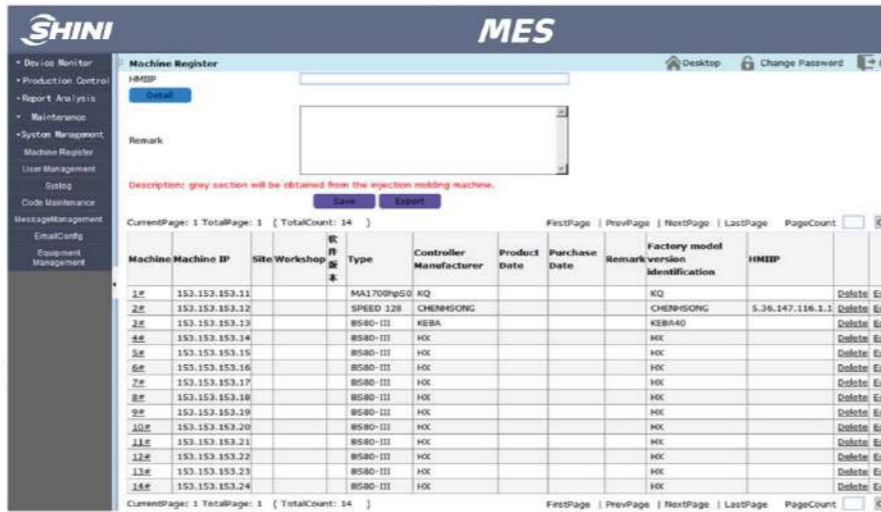 SHINI
MES
Device Monitor
Production Control
Report Analysis
Maintenance
System Management
Machine Register
User Management
Syslog
Code Maintenance
MessageManagement
EmailConfig
Equipment
Management
Machine Register
Desktop
Change Password
HMIIP
Detail
Remark
Description: grey section will be obtained from the injection molding machine.
Save Export
CurrentPage: 1 TotalPage: 1 ( TotalCount: 14 ) FirstPage | PrevPage | NextPage | LastPage PageCount
Machine Machine IP Site Workshop 软件版本 Type Controller Manufacturer Product Date Purchase Date Remark Factory model version identification HMIIP
1# 153.153.153.11 MA1700hpS0 KQ KQ Delete
2# 153.153.153.12 SPEED 128 CHENHSONG CHENHSONG 5.36.147.116.1.1 Delete
3# 153.153.153.13 BS80-III KEBA KEBA40 Delete
4# 153.153.153.14 BS80-III HX HX Delete
5# 153.153.153.15 BS80-III HX HX Delete
6# 153.153.153.16 BS80-III HX HX Delete
7# 153.153.153.17 BS80-III HX HX Delete
8# 153.153.153.18 BS80-III HX HX Delete
9# 153.153.153.19 BS80-III HX HX Delete
10# 153.153.153.20 BS80-III HX HX Delete
11# 153.153.153.21 BS80-III HX HX Delete
12# 153.153.153.22 BS80-III HX HX Delete
13# 153.153.153.23 BS80-III HX HX Delete
14# 153.153.153.24 BS80-III HX HX Delete
CurrentPage: 1 TotalPage: 1 ( TotalCount: 14 ) FirstPage | PrevPage | NextPage | LastPage PageCount